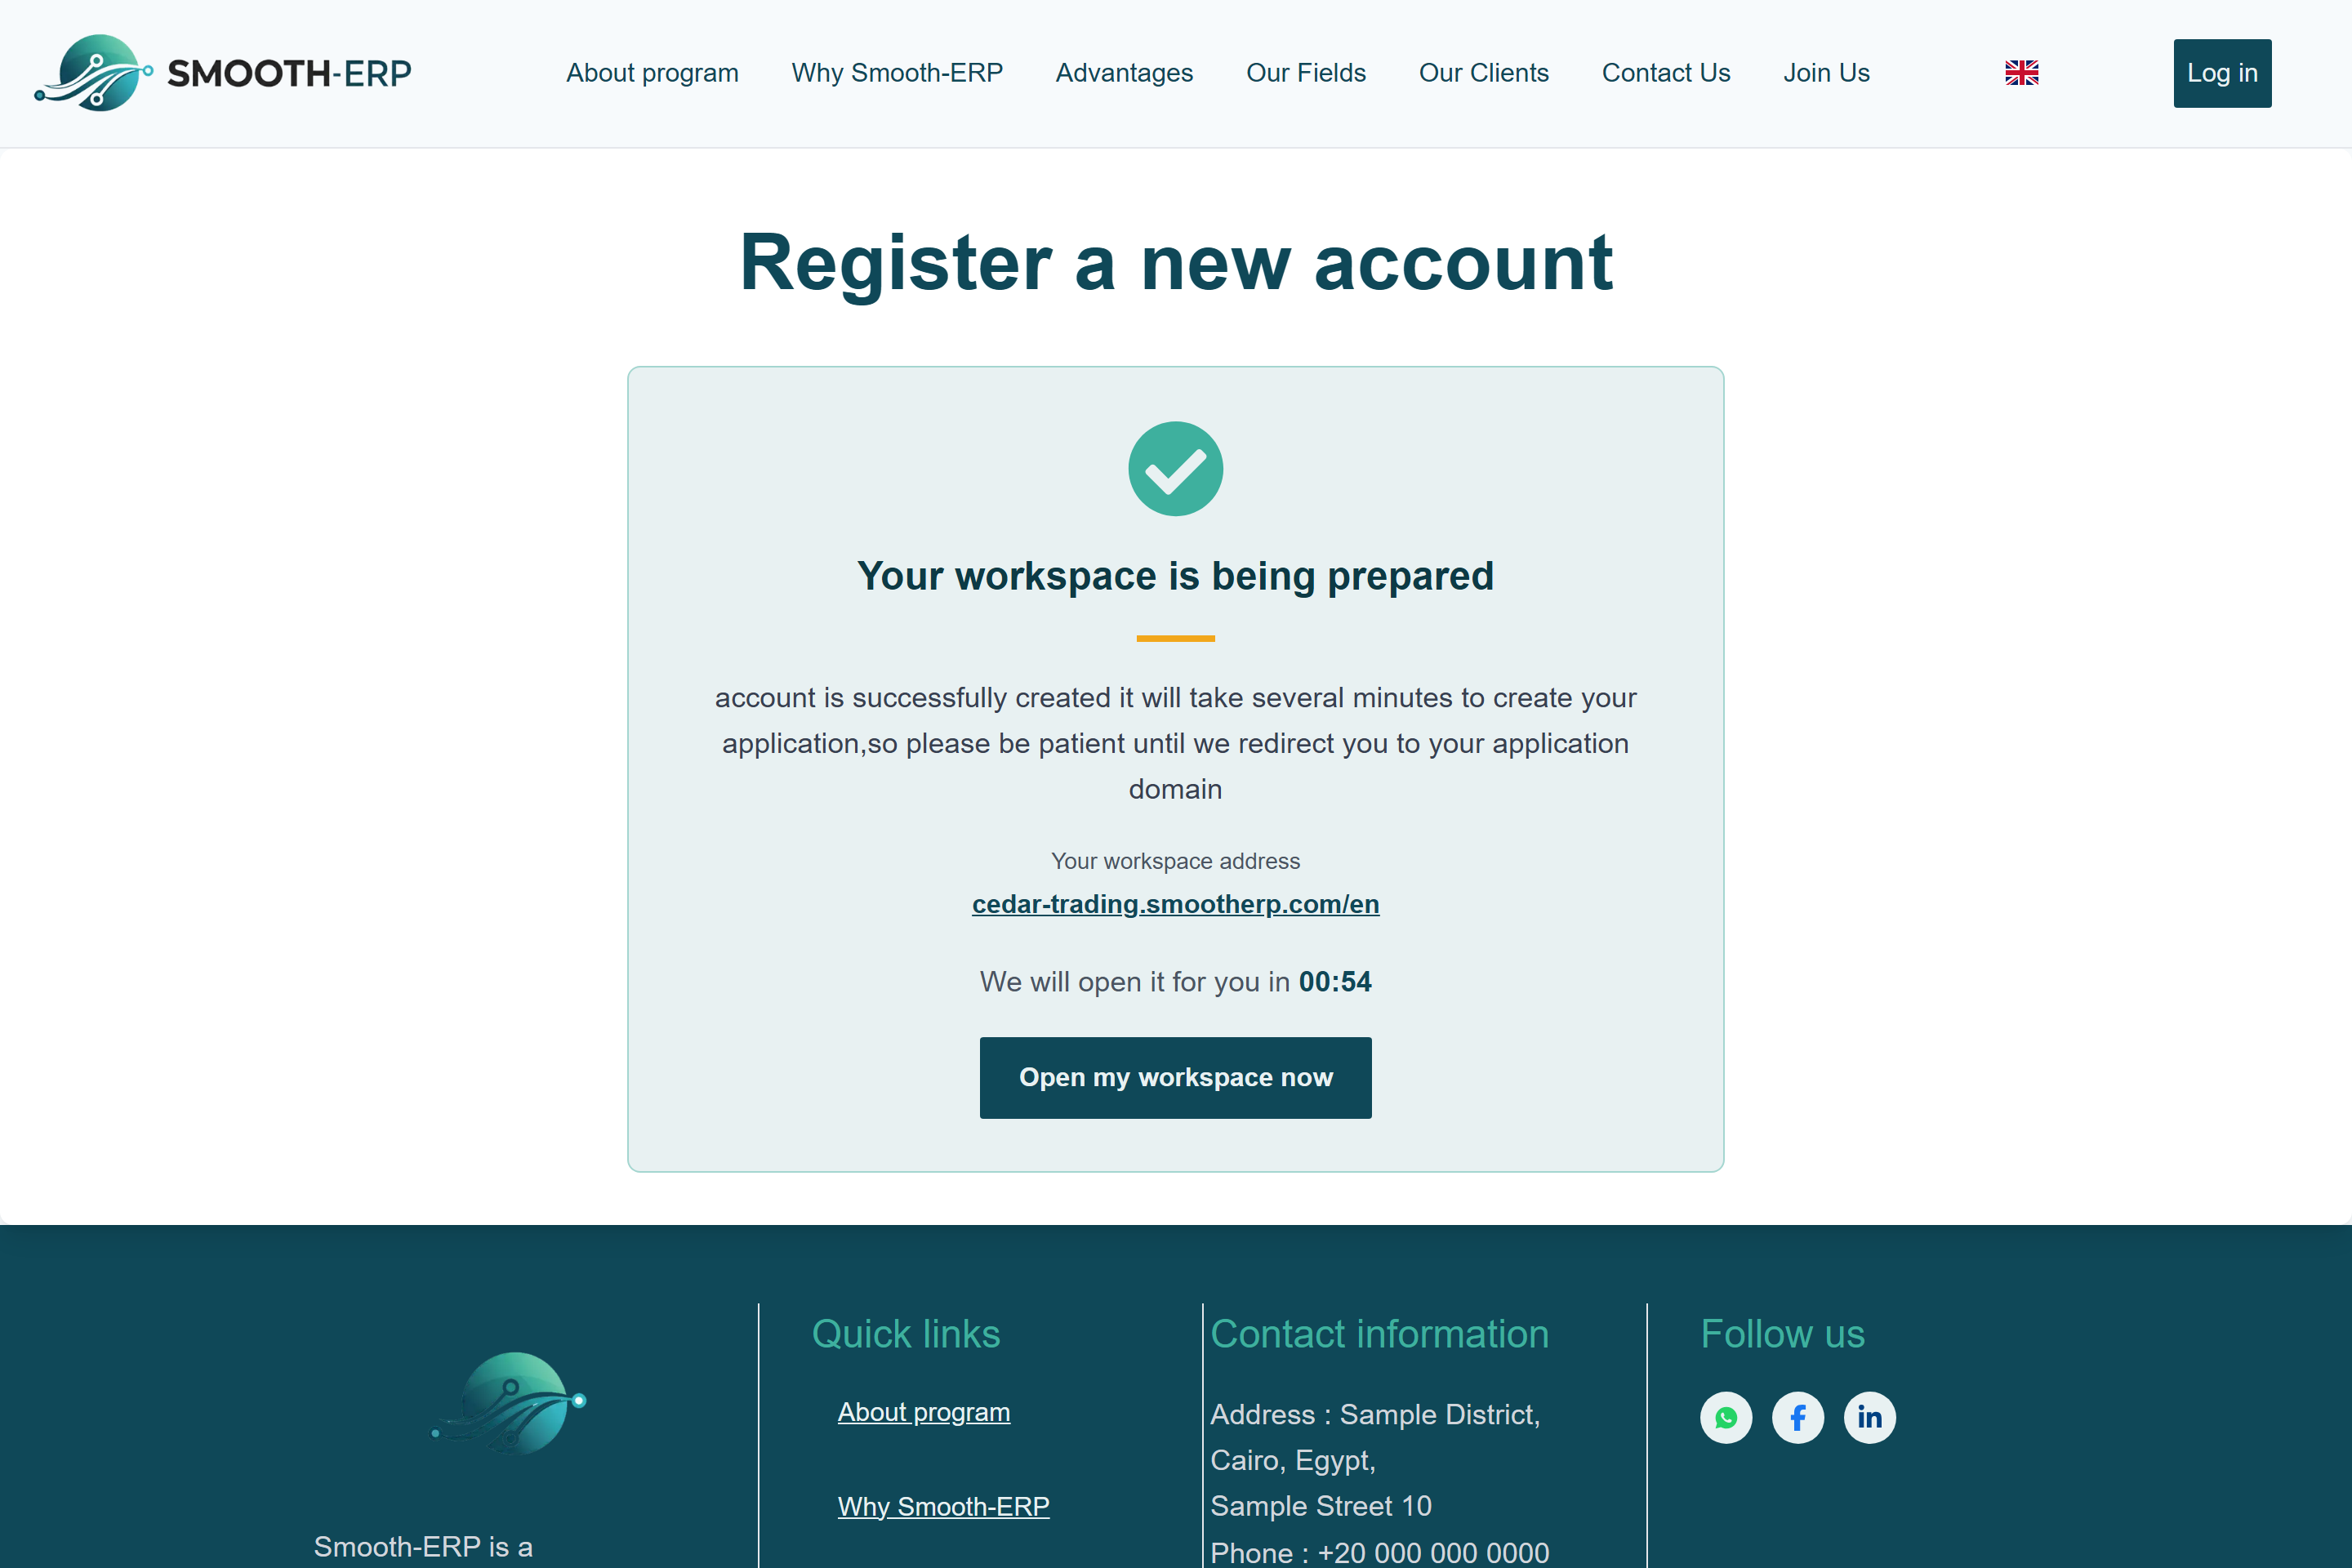 SMOOTH-ERP
About program
Why Smooth-ERP
Advantages
Our Fields
Our Clients
Contact Us
Join Us
Log in
Register a new account
Your workspace is being prepared
account is successfully created it will take several minutes to create your
application,so please be patient until we redirect you to your application
domain
Your workspace address
cedar-trading.smootherp.com/en
We will open it for you in 00:54
Open my workspace now
Smooth-ERP is a
Quick links
About program
Why Smooth-ERP
Contact information
Address : Sample District,
Cairo, Egypt,
Sample Street 10
Phone : +20 000 000 0000
Follow us